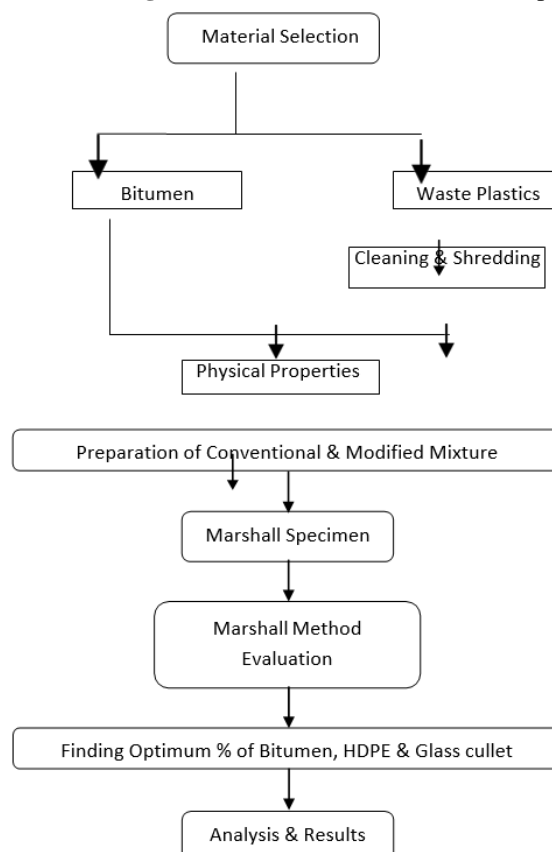 Material Selection
Bitumen
Waste Plastics
Cleaning & Shredding
Physical Properties
Preparation of Conventional & Modified Mixture
Marshall Specimen
Marshall Method
Evaluation
Finding Optimum % of Bitumen, HDPE & Glass cullet
Analysis & Results